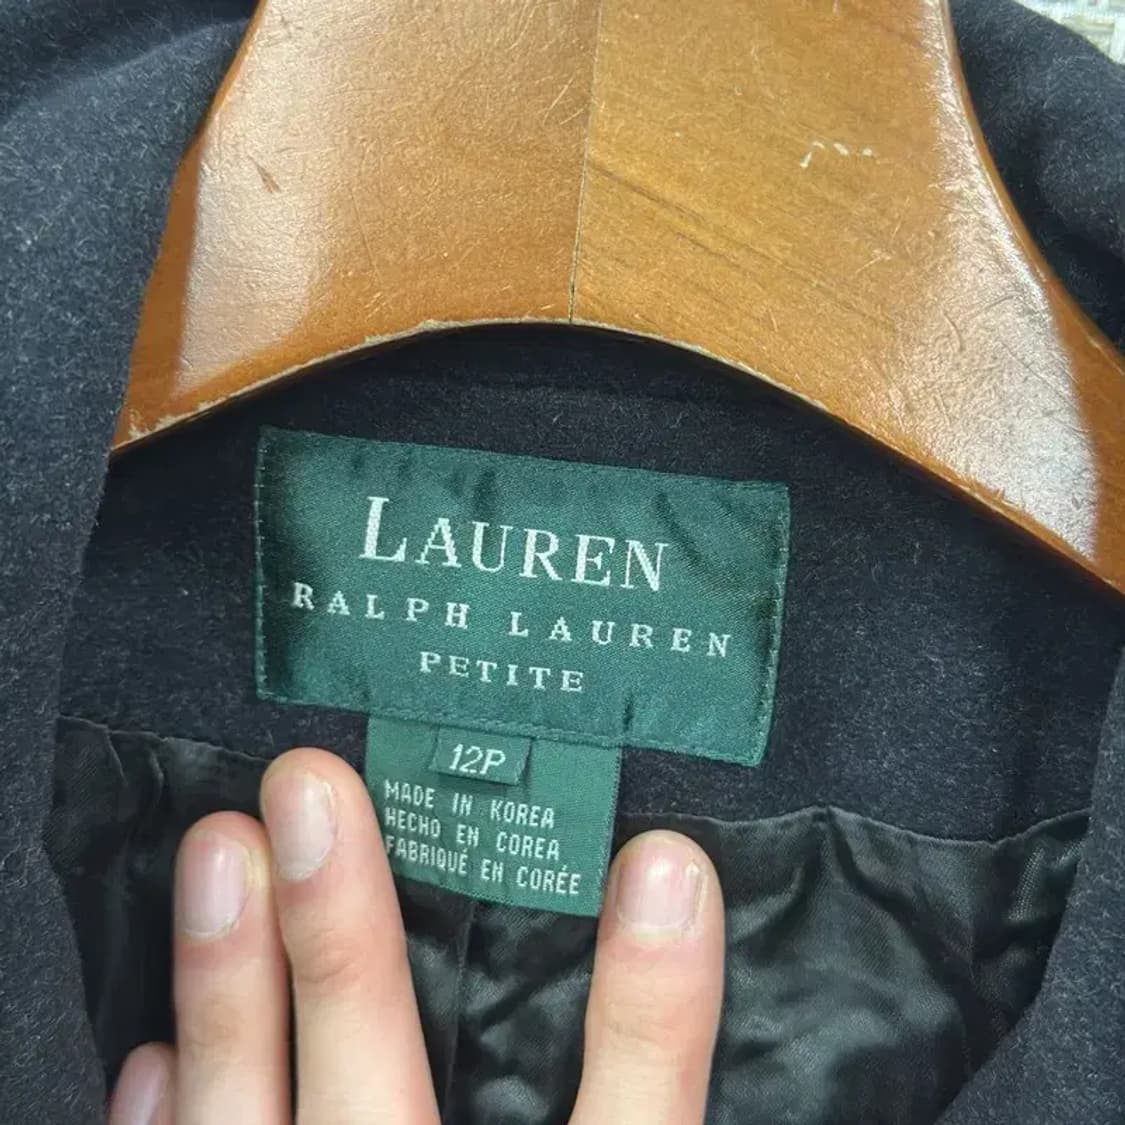 LAUREN
RALPH LAUREN
PETITE
12P
MADE IN KOREA
HECHO EN COREA
FABRIQUÉ EN CORÉE